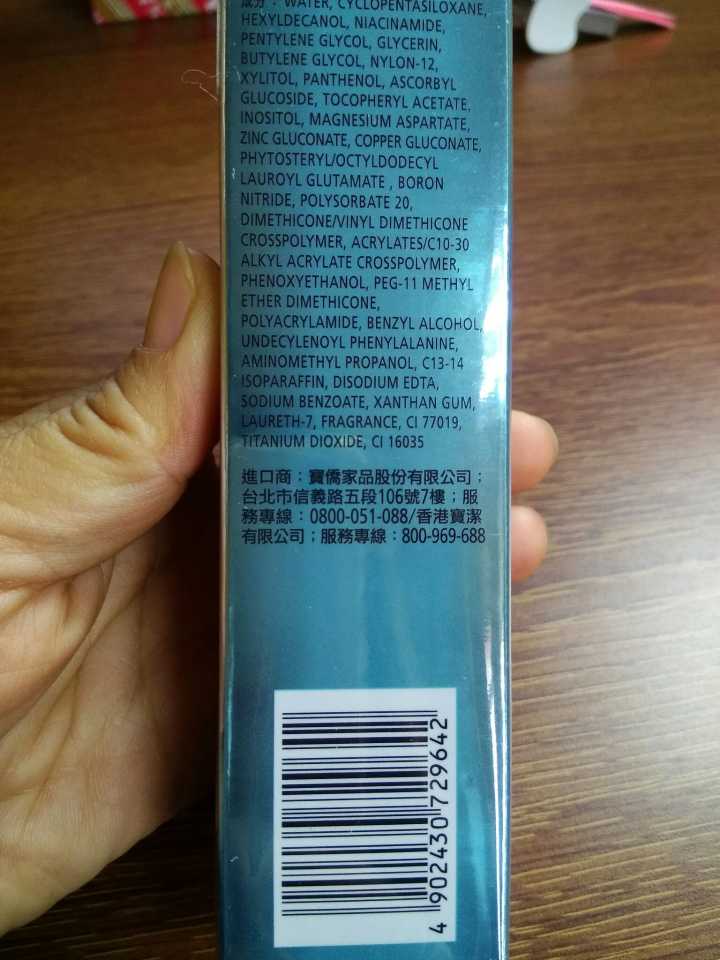 成分：WATER, CYCLOPENTASILOXANE,
HEXYLDECANOL, NIACINAMIDE,
PENTYLENE GLYCOL, GLYCERIN,
BUTYLENE GLYCOL, NYLON-12,
XYLITOL, PANTHENOL, ASCORBYL
GLUCOSIDE, TOCOPHERYL ACETATE,
INOSITOL, MAGNESIUM ASPARTATE,
ZINC GLUCONATE, COPPER GLUCONATE,
PHYTOSTERYL/OCTYLDODECYL
LAUROYL GLUTAMATE , BORON
NITRIDE, POLYSORBATE 20,
DIMETHICONE/VINYL DIMETHICONE
CROSSPOLYMER, ACRYLATES/C10-30
ALKYL ACRYLATE CROSSPOLYMER,
PHENOXYETHANOL, PEG-11 METHYL
ETHER DIMETHICONE,
POLYACRYLAMIDE, BENZYL ALCOHOL,
UNDECYLENOYL PHENYLALANINE,
AMINOMETHYL PROPANOL, C13-14
ISOPARAFFIN, DISODIUM EDTA,
SODIUM BENZOATE, XANTHAN GUM,
LAURETH-7, FRAGRANCE, CI 77019,
TITANIUM DIOXIDE, CI 16035
進口商：寶僑家品股份有限公司；
台北市信義路五段106號7樓；服
務專線：0800-051-088/香港寶潔
有限公司；服務專線：800-969-688
4 902430 729642